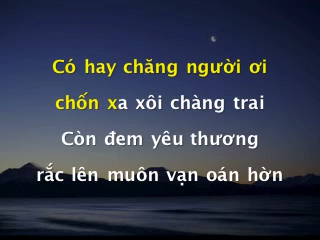 Có hay chăng người ơi
chốn xa xôi chàng trai
Còn đem yêu thương
rắc lên muôn vạn oán hờn